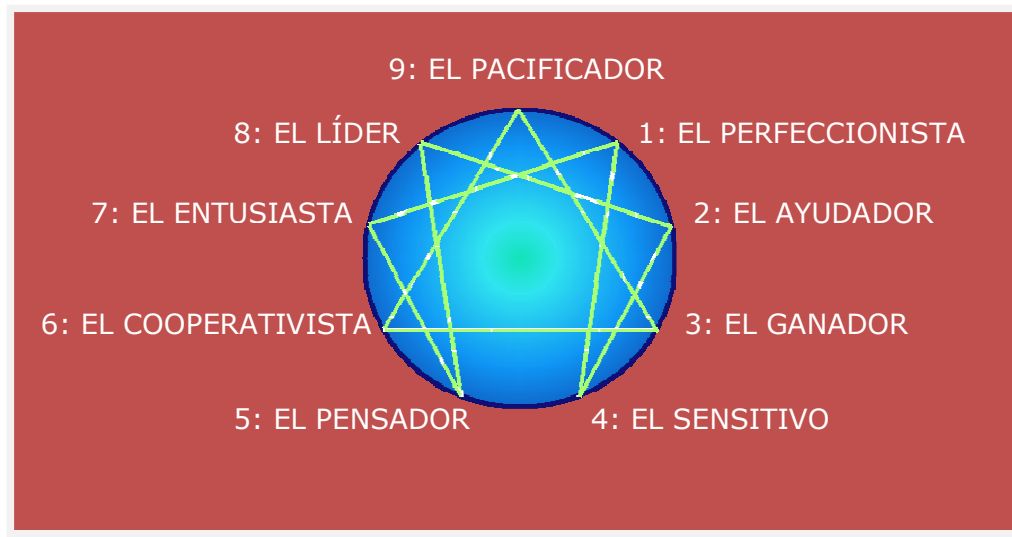 9: EL PACIFICADOR
8: EL LÍDER
1: EL PERFECCIONISTA
7: EL ENTUSIASTA
2: EL AYUDADOR
6: EL COOPERATIVISTA
3: EL GANADOR
5: EL PENSADOR
4: EL SENSITIVO